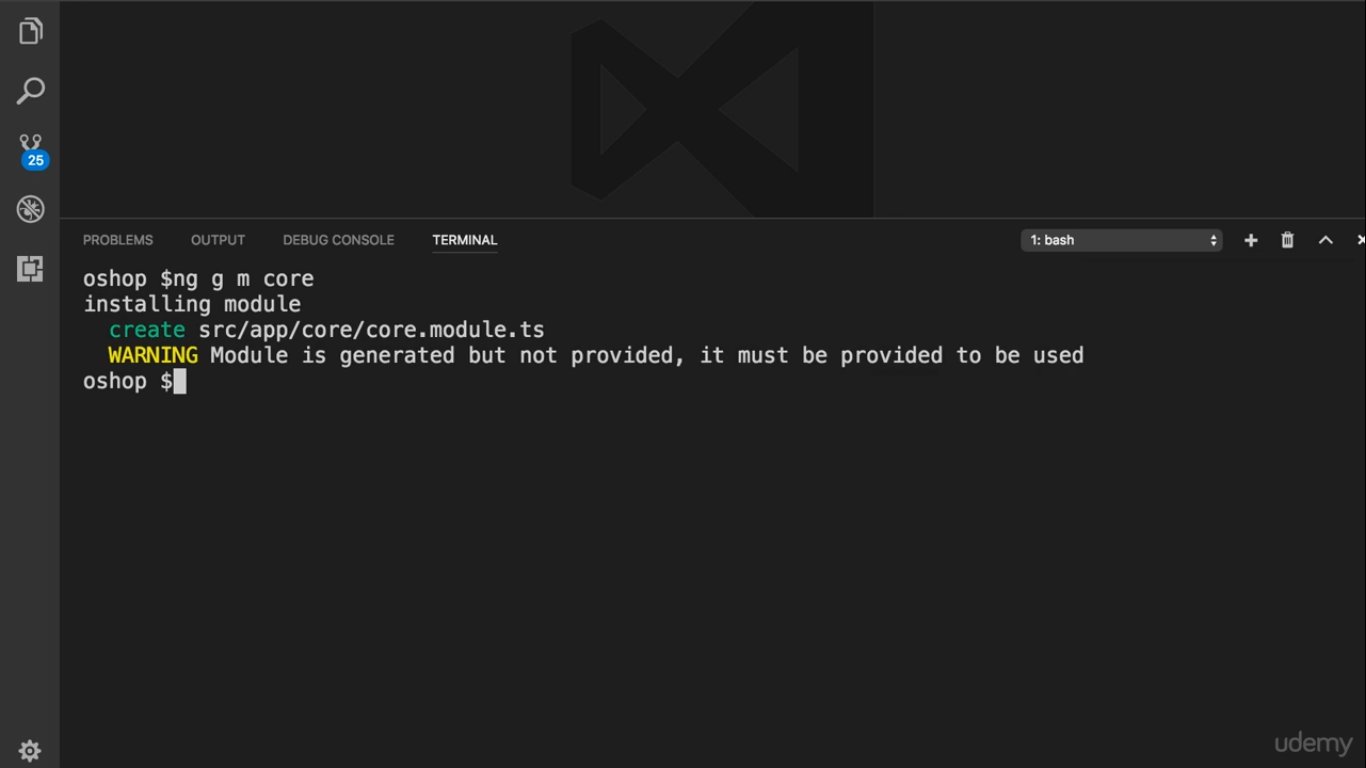 25
PROBLEMS OUTPUT DEBUG CONSOLE TERMINAL 1: bash
oshop $ng g m core
installing module
create src/app/core/core.module.ts
WARNING Module is generated but not provided, it must be provided to be used
oshop $
udemy